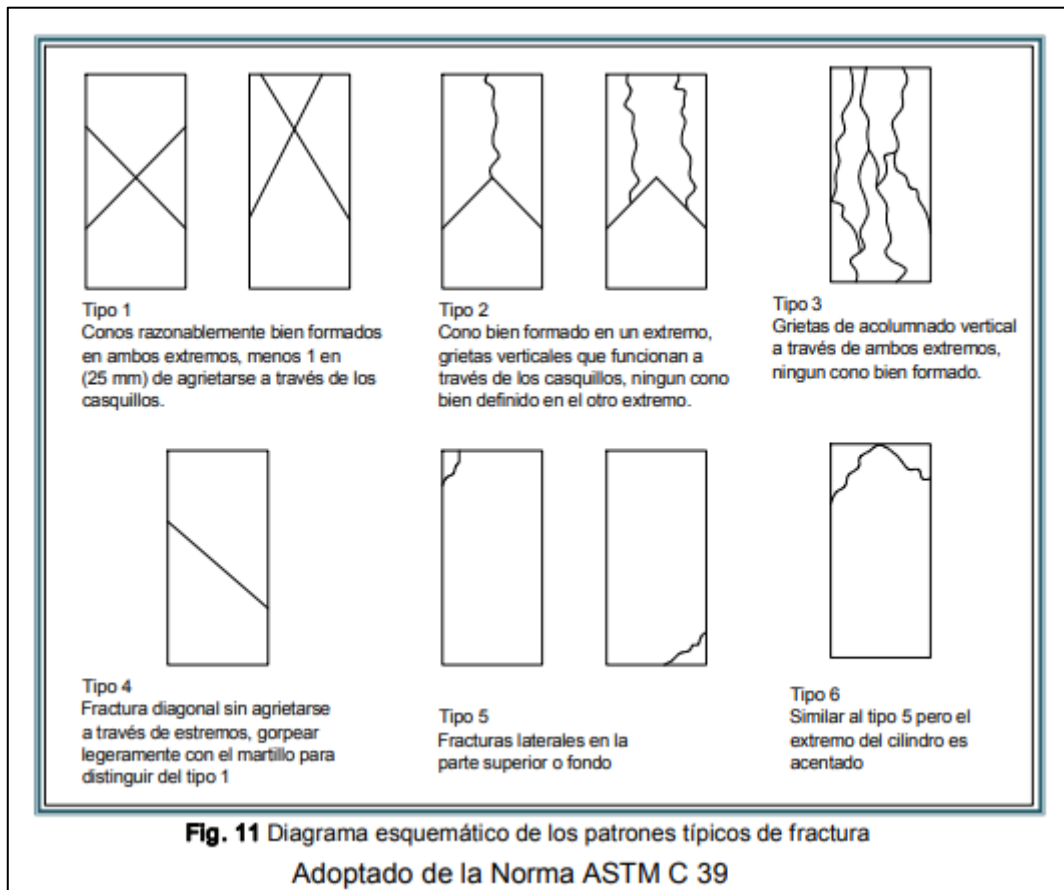 Tipo 1
Conos razonablemente bien formados
en ambos extremos, menos 1 en
(25 mm) de agrietarse a través de los
casquillos.
Tipo 2
Cono bien formado en un extremo,
grietas verticales que funcionan a
través de los casquillos, ningun cono
bien definido en el otro extremo.
Tipo 3
Grietas de acolumnado vertical
a través de ambos extremos,
ningun cono bien formado.
Tipo 4
Fractura diagonal sin agrietarse
a través de estremos, gorpear
legeramente con el martillo para
distinguir del tipo 1
Tipo 5
Fracturas laterales en la
parte superior o fondo
Tipo 6
Similar al tipo 5 pero el
extremo del cilindro es
acentado
Fig. 11 Diagrama esquemático de los patrones típicos de fractura
Adoptado de la Norma ASTM C 39